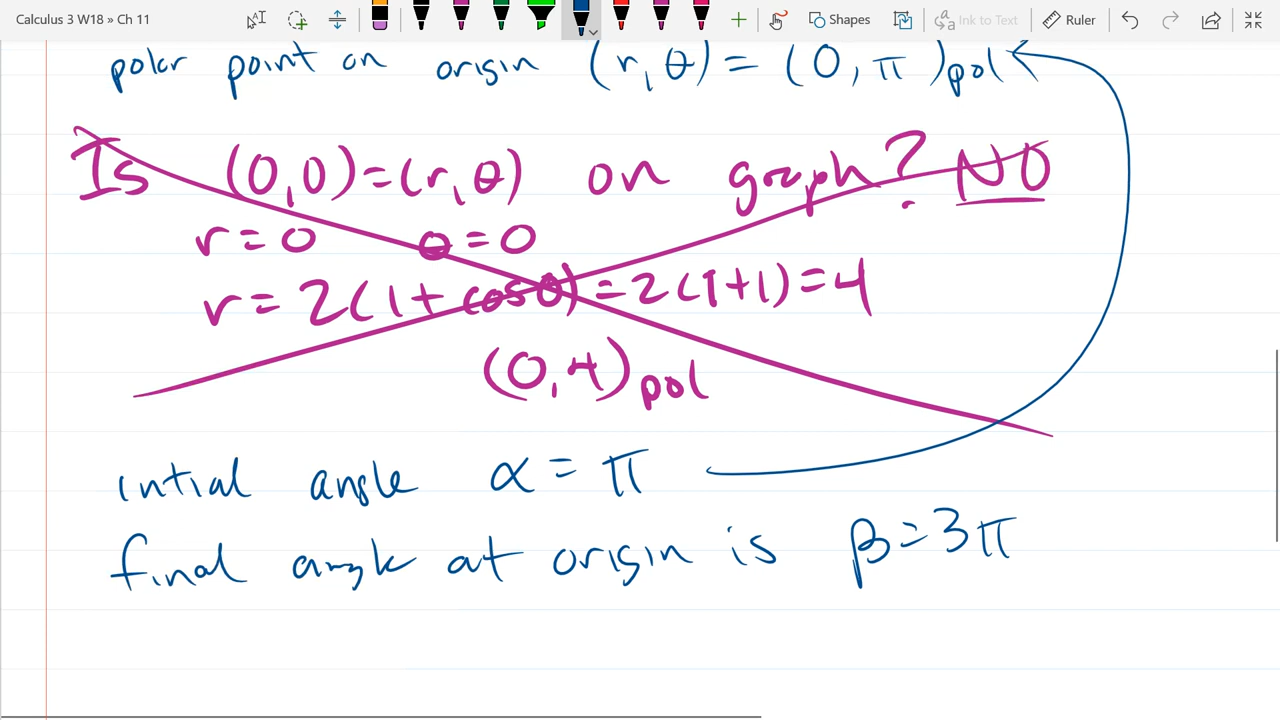 Calculus 3 W18 » Ch 11
Shapes
Ink to Text
Ruler
polar point on origin (r,θ) = (0, π)pol
Is (0,0)=(r,θ) on graph? NO
r=0 θ=0
r=2(1+cosθ)=2(1+1)=4
(0,4)pol
intial angle α = π
final angle at origin is β=3π